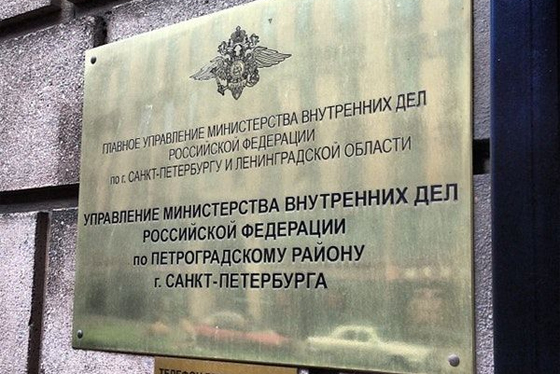 ГЛАВНОЕ УПРАВЛЕНИЕ МИНИСТЕРСТВА ВНУТРЕННИХ ДЕЛ
РОССИЙСКОЙ ФЕДЕРАЦИИ
по г. САНКТ-ПЕТЕРБУРГУ И ЛЕНИНГРАДСКОЙ ОБЛАСТИ
УПРАВЛЕНИЕ МИНИСТЕРСТВА ВНУТРЕННИХ ДЕЛ
РОССИЙСКОЙ ФЕДЕРАЦИИ
по ПЕТРОГРАДСКОМУ РАЙОНУ
г. САНКТ-ПЕТЕРБУРГА